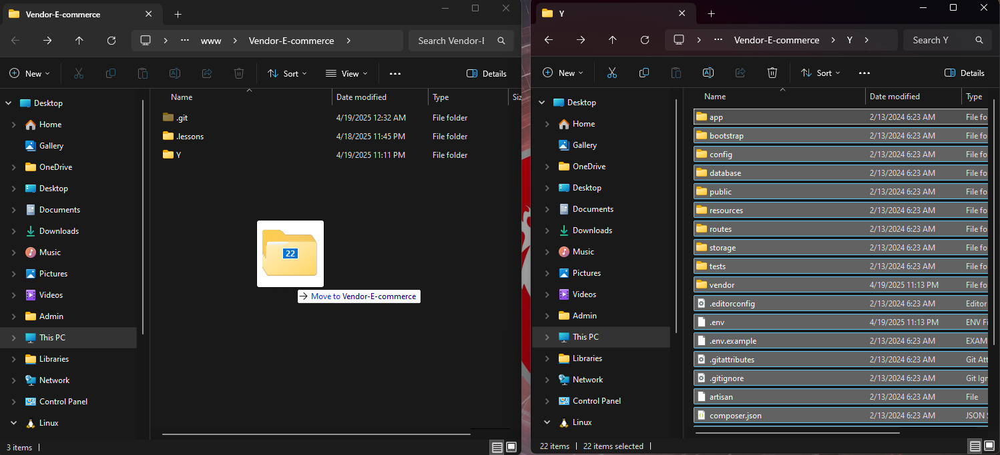 Vendor-E-commerce
www
Vendor-E-commerce
Search Vendor-E
New
Sort
View
Details
Name
Date modified
Type
Siz
Desktop
Home
Gallery
OneDrive
Desktop
Documents
Downloads
Music
Pictures
Videos
Admin
This PC
Libraries
Network
Control Panel
Linux
.git 4/19/2025 12:32 AM File folder
.lessons 4/18/2025 11:45 PM File folder
Y 4/19/2025 11:11 PM File folder
22
Move to Vendor-E-commerce
3 items
Y
Vendor-E-commerce
Y
Search Y
New
Sort
Details
Name
Date modified
Type
Desktop
Home
Gallery
OneDrive
Desktop
Documents
Downloads
Music
Pictures
Videos
Admin
This PC
Libraries
Network
Control Panel
Linux
app 2/13/2024 6:23 AM File fo
bootstrap 2/13/2024 6:23 AM File fo
config 2/13/2024 6:23 AM File fo
database 2/13/2024 6:23 AM File fo
public 2/13/2024 6:23 AM File fo
resources 2/13/2024 6:23 AM File fo
routes 2/13/2024 6:23 AM File fo
storage 2/13/2024 6:23 AM File fo
tests 2/13/2024 6:23 AM File fo
vendor 4/19/2025 11:13 PM File fo
.editorconfig 2/13/2024 6:23 AM Editor
.env 4/19/2025 11:13 PM ENV Fi
.env.example 2/13/2024 6:23 AM EXAM
.gitattributes 2/13/2024 6:23 AM Git Att
.gitignore 2/13/2024 6:23 AM Git Ign
artisan 2/13/2024 6:23 AM File
composer.json 2/13/2024 6:23 AM JSON S
22 items
22 items selected